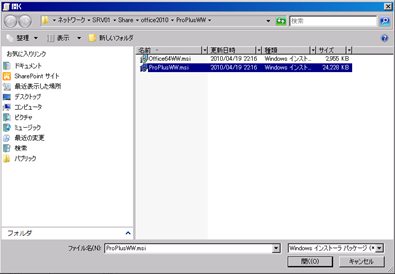 開く
ネットワーク ▸ SRV01 ▸ Share ▸ office2010 ▸ ProPlusWW
検索
整理 表示 新しいフォルダ
お気に入りリンク
ドキュメント
SharePoint サイト
最近表示した場所
デスクトップ
コンピュータ
ピクチャ
ミュージック
最近の変更
検索
パブリック
フォルダ
名前 更新日時 種類 サイズ
Office64WW.msi 2010/04/19 22:16 Windows インスト... 2,955 KB
ProPlusWW.msi 2010/04/19 22:16 Windows インスト... 24,228 KB
ファイル名(N): ProPlusWW.msi Windows インストーラ パッケージ (*
開く(O) キャンセル